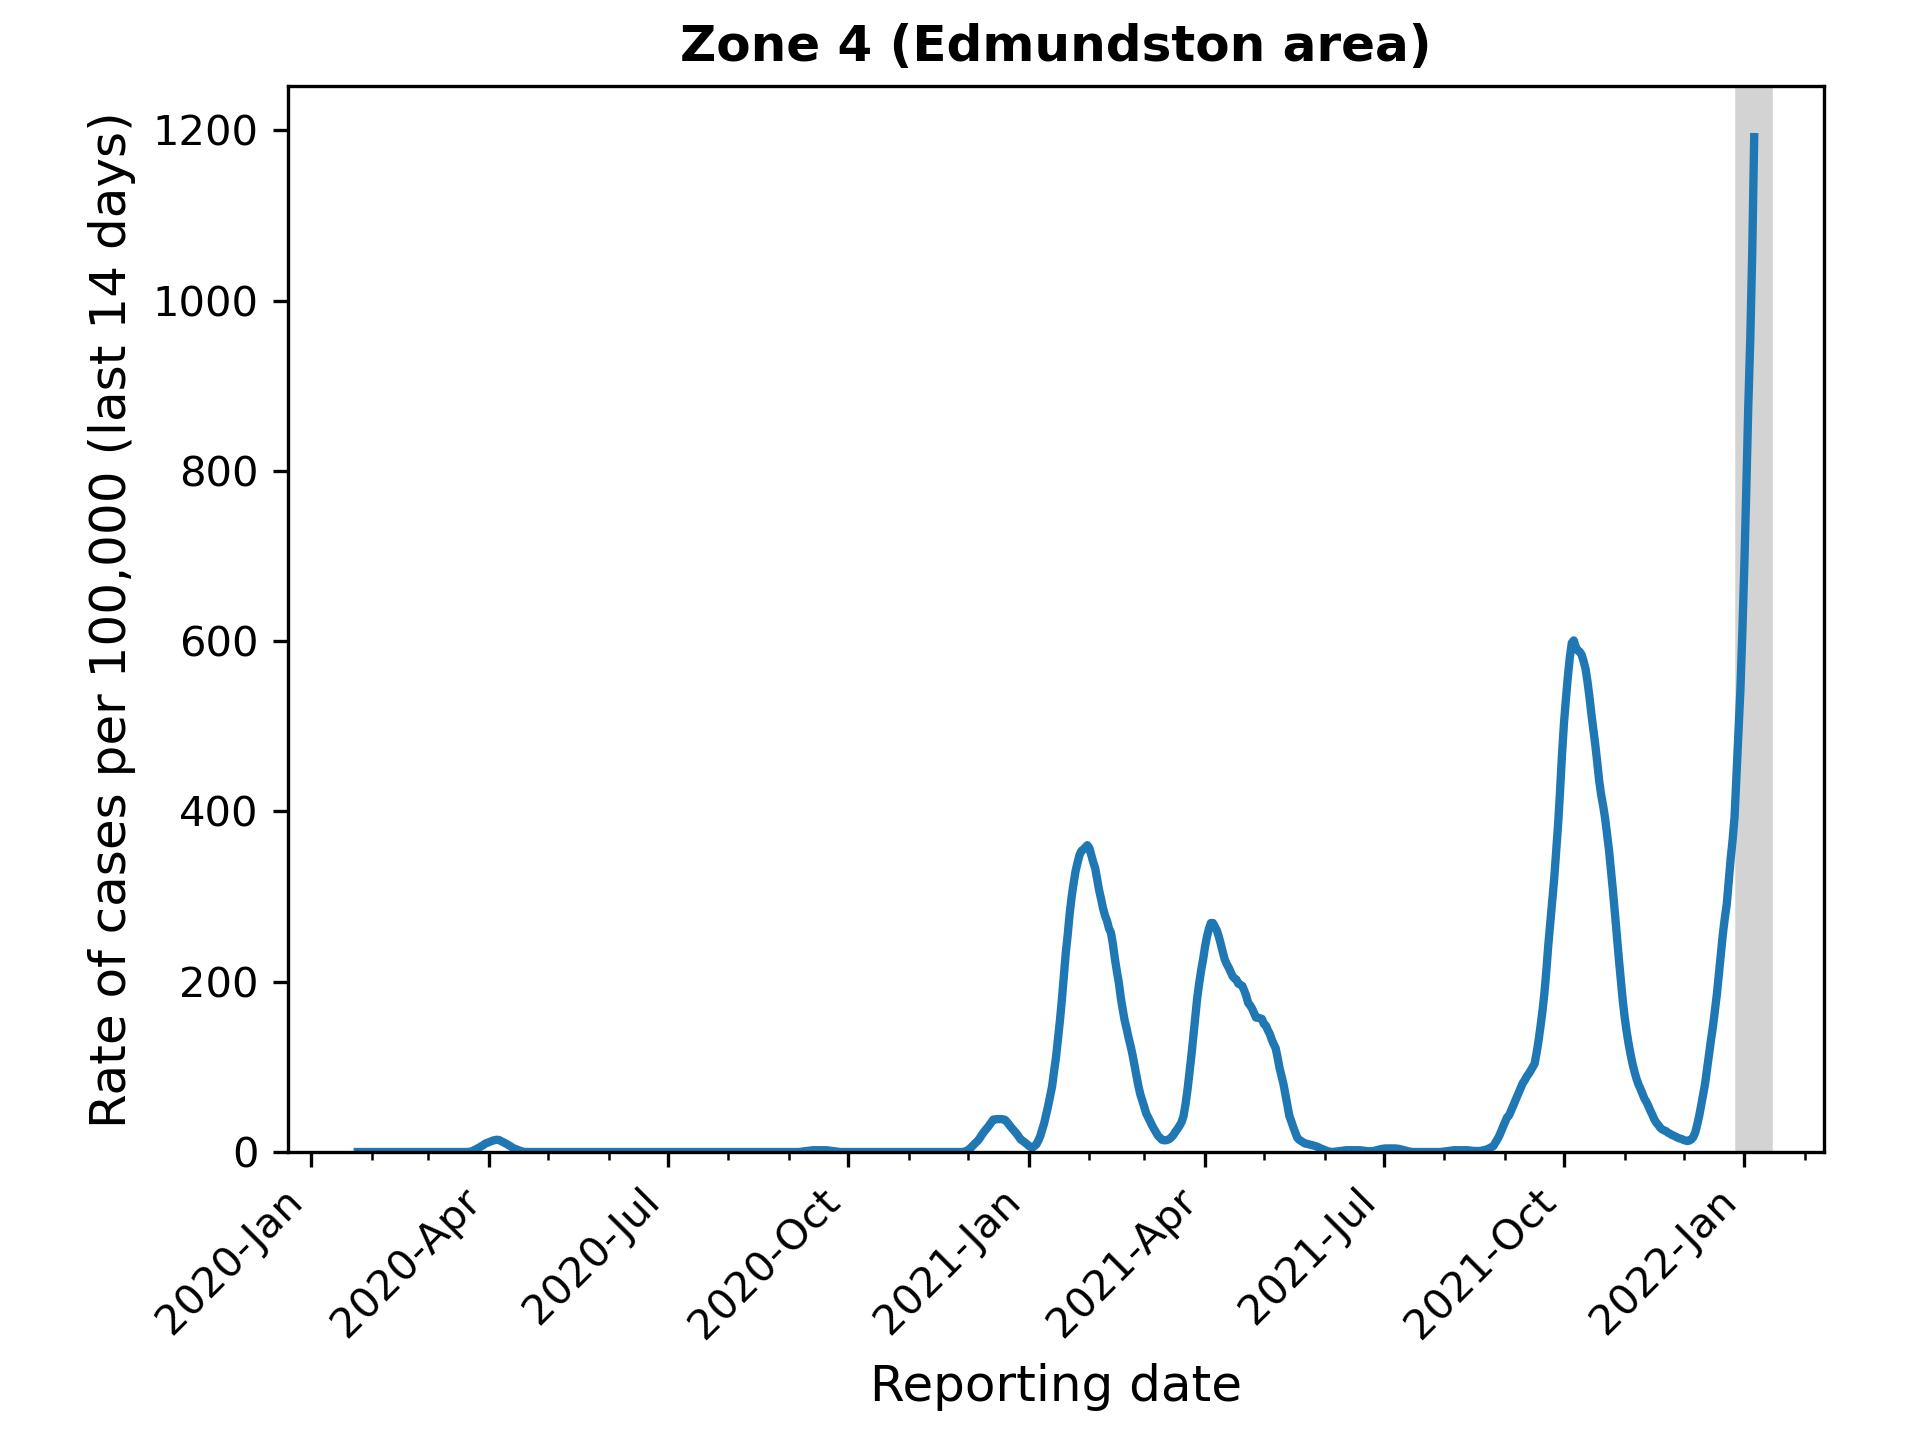 Zone 4 (Edmundston area)
Rate of cases per 100,000 (last 14 days)
1200
1000
800
600
400
200
0
2020-Jan
2020-Apr
2020-Jul
2020-Oct
2021-Jan
2021-Apr
2021-Jul
2021-Oct
2022-Jan
Reporting date